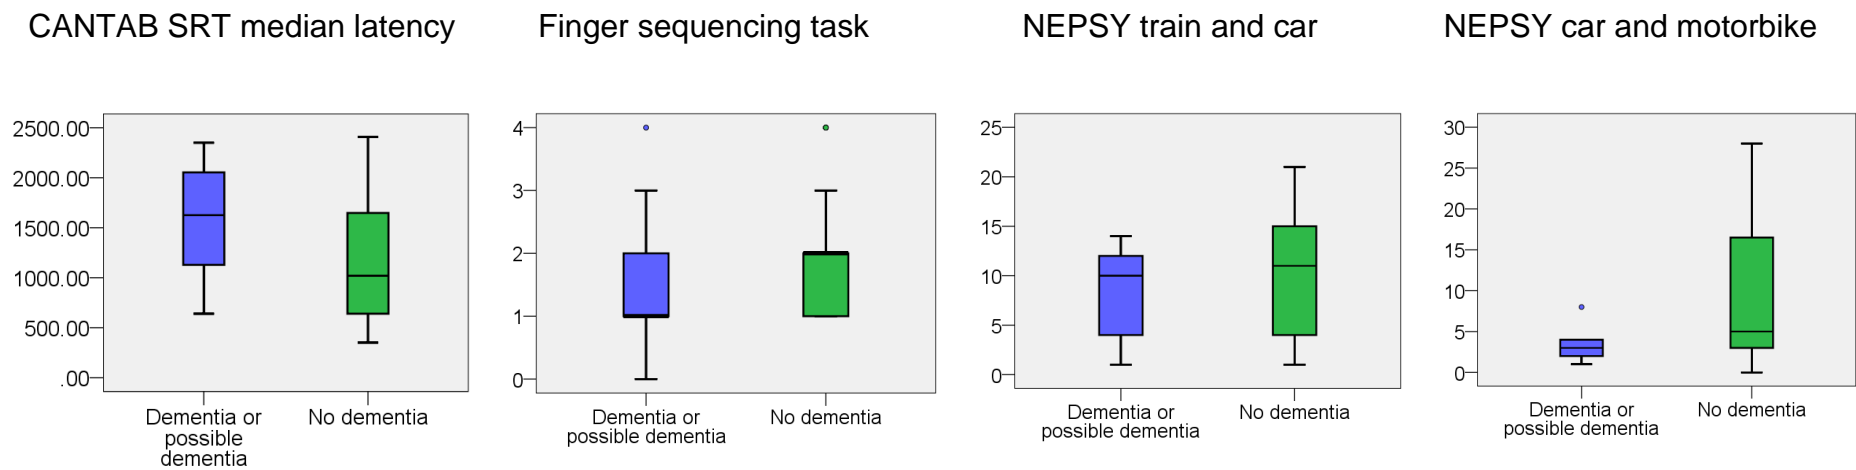 CANTAB SRT median latency
Finger sequencing task
NEPSY train and car
NEPSY car and motorbike
2500.00
2000.00
1500.00
1000.00
500.00
.00
Dementia or
possible
dementia
No dementia
4
3
2
1
0
Dementia or
possible dementia
No dementia
25
20
15
10
5
0
Dementia or
possible dementia
No dementia
30
25
20
15
10
5
0
Dementia or
possible dementia
No dementia